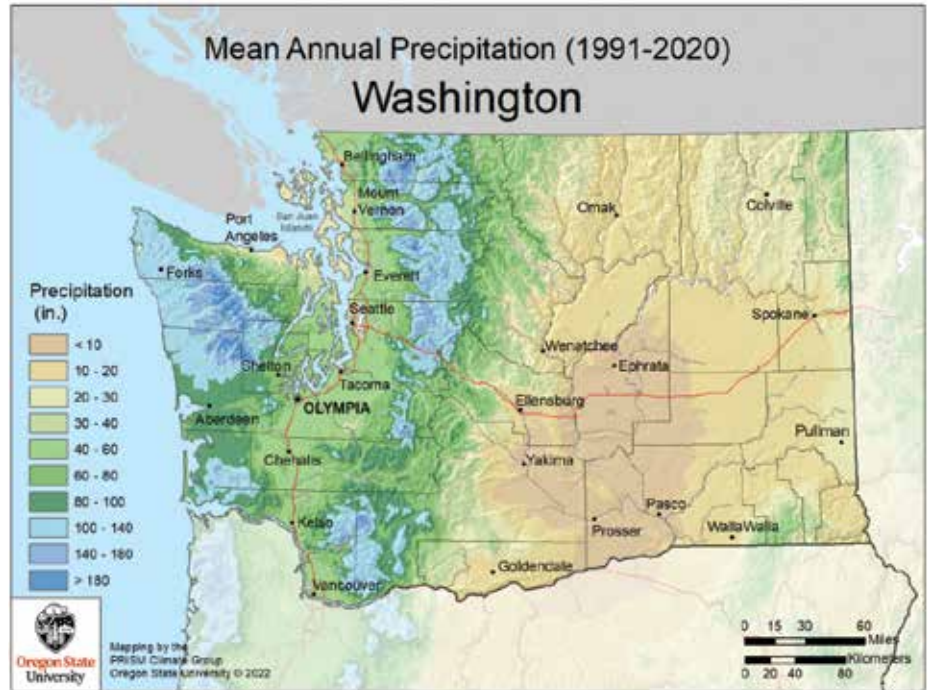 Mean Annual Precipitation (1991-2020)
Washington
Bellingham
Mount
Vernon
San Juan
Islands
Port
Angeles
Omak
Colville
Forks
Everett
Seattle
Spokane
Wenatchee
Ephrata
Shelton
Tacoma
OLYMPIA
Ellensburg
Aberdeen
Pullman
Chehalis
Yakima
Pasco
Prosser
WallaWalla
Kelso
Goldendale
Vancouver
Precipitation
(in.)
< 10
10 - 20
20 - 30
30 - 40
40 - 60
60 - 80
80 - 100
100 - 140
140 - 180
> 180
0 15 30 60
Miles
Kilometers
0 20 40 80
Oregon State
University
Mapping by the
PRISM Climate Group
Oregon State University © 2022